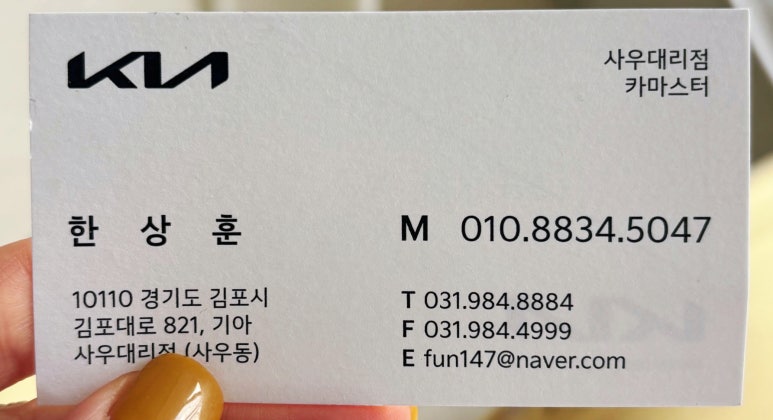 KIA
사우대리점
카마스터
한 상 훈
M 010.8834.5047
10110 경기도 김포시
김포대로 821, 기아
사우대리점 (사우동)
T 031.984.8884
F 031.984.4999
E fun147@naver.com